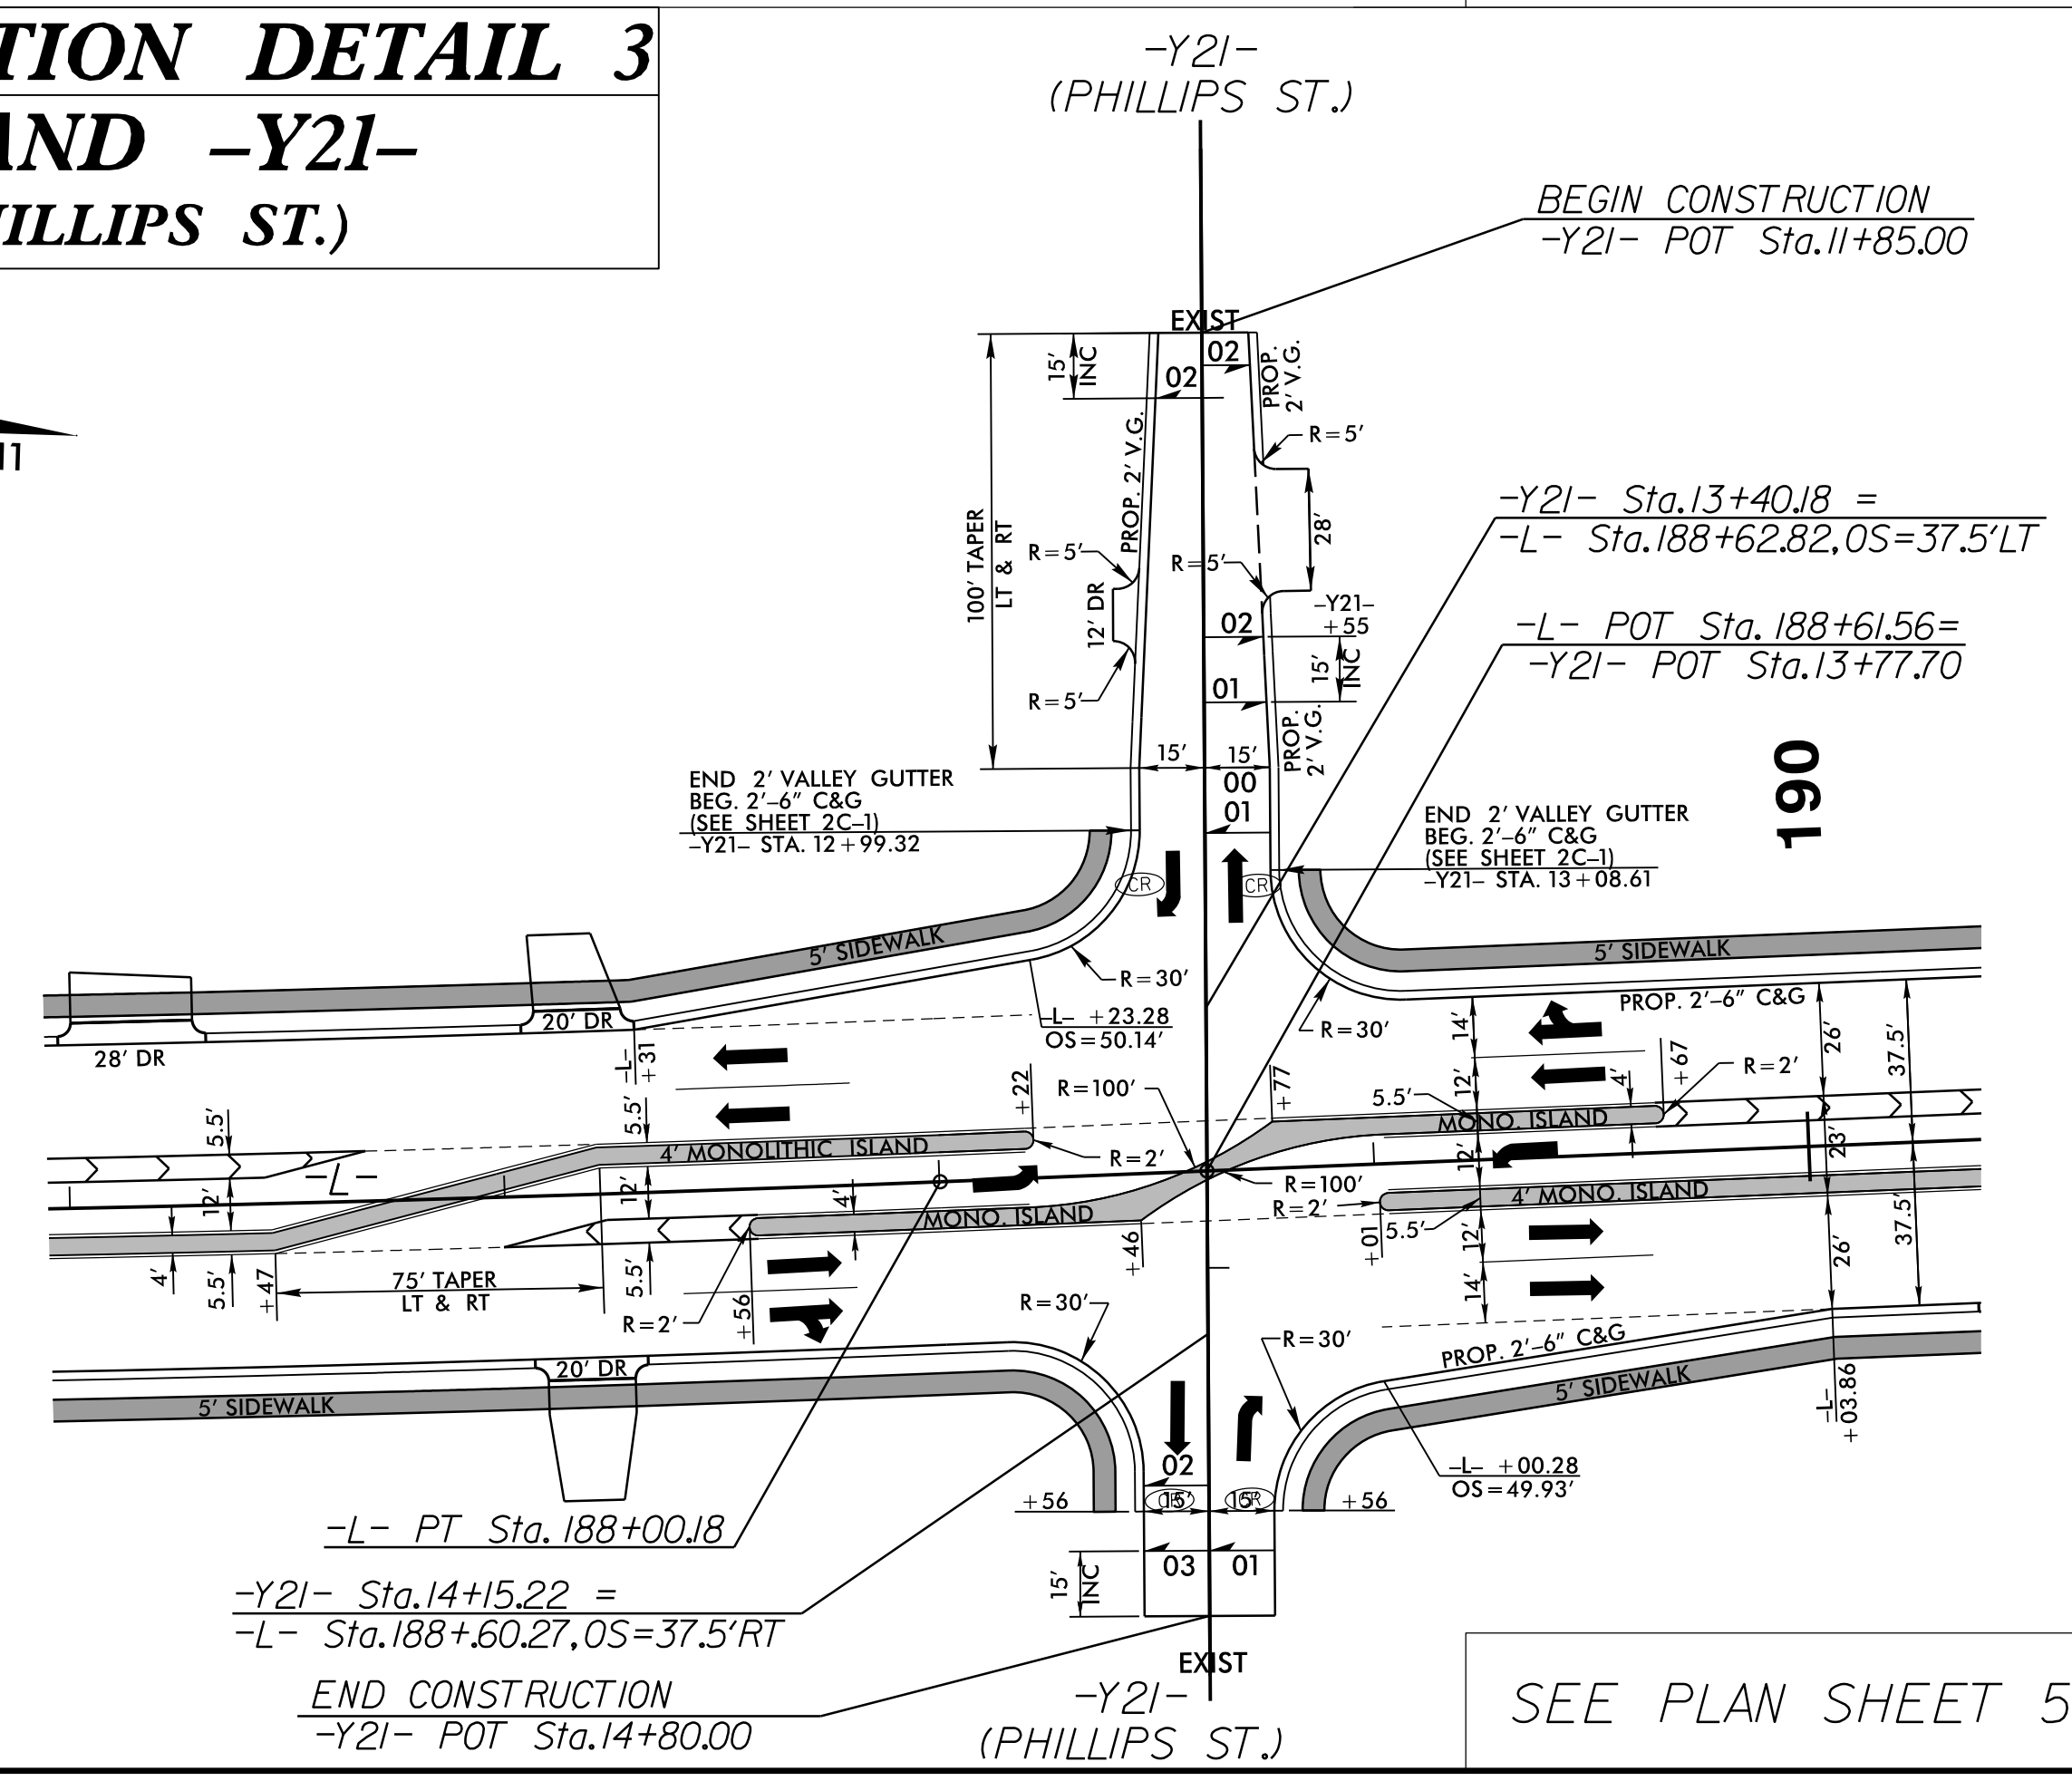 TION DETAIL 3
AND –Y21–
HILLIPS ST.)
11
-Y21-
(PHILLIPS ST.)
BEGIN CONSTRUCTION
-Y21- POT Sta.11+85.00
EXIST
02
02
15'
INC
PROP.
2' V.G.
R=5'
100' TAPER
LT & RT
PROP. 2' V.G.
R=5'
12' DR
R=5'
R=5'
28'
–Y21–
+55
02
15'
INC
01
PROP.
2' V.G.
15'
15'
00
01
-Y21- Sta.13+40.18 =
-L- Sta.188+62.82,OS=37.5'LT
-L- POT Sta. 188+61.56=
-Y21- POT Sta.13+77.70
190
END 2' VALLEY GUTTER
BEG. 2'–6" C&G
(SEE SHEET 2C–1)
–Y21– STA. 12+99.32
END 2' VALLEY GUTTER
BEG. 2'–6" C&G
(SEE SHEET 2C–1)
–Y21– STA. 13+08.61
CR
CR
5' SIDEWALK
R=30'
5' SIDEWALK
PROP. 2'–6" C&G
R=30'
20' DR
28' DR
–L–
+31
–L– +23.28
OS=50.14'
14'
26'
37.5'
+22
R=100'
+77
12'
4'
+67
R=2'
5.5'
5.5'
5.5'
4' MONOLITHIC ISLAND
R=2'
MONO. ISLAND
-L-
12'
12'
12'
23'
R=100'
R=2'
4' MONO. ISLAND
4'
MONO. ISLAND
+46
+01
5.5'
12'
26'
37.5'
4'
5.5'
+47
75' TAPER
LT & RT
5.5'
R=2'
+56
R=30'
14'
R=30'
PROP. 2'–6" C&G
20' DR
5' SIDEWALK
5' SIDEWALK
–L–
+03.86
02
–L– +00.28
OS=49.93'
+56
CR
15'
15'
CR
+56
-L- PT Sta. 188+00.18
03
01
15'
INC
-Y21- Sta.14+15.22 =
-L- Sta.188+.60.27,OS=37.5'RT
EXIST
END CONSTRUCTION
-Y21- POT Sta.14+80.00
-Y21-
(PHILLIPS ST.)
SEE PLAN SHEET 5